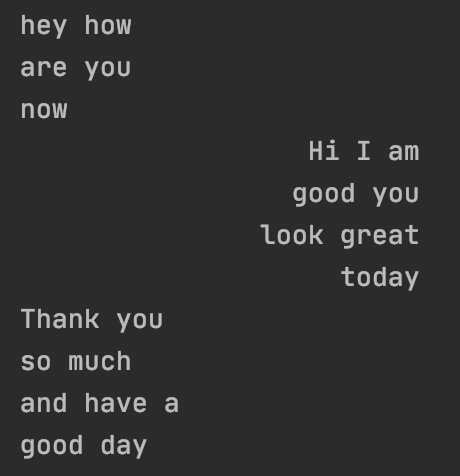 hey how
are you
now
Hi I am
good you
look great
today
Thank you
so much
and have a
good day